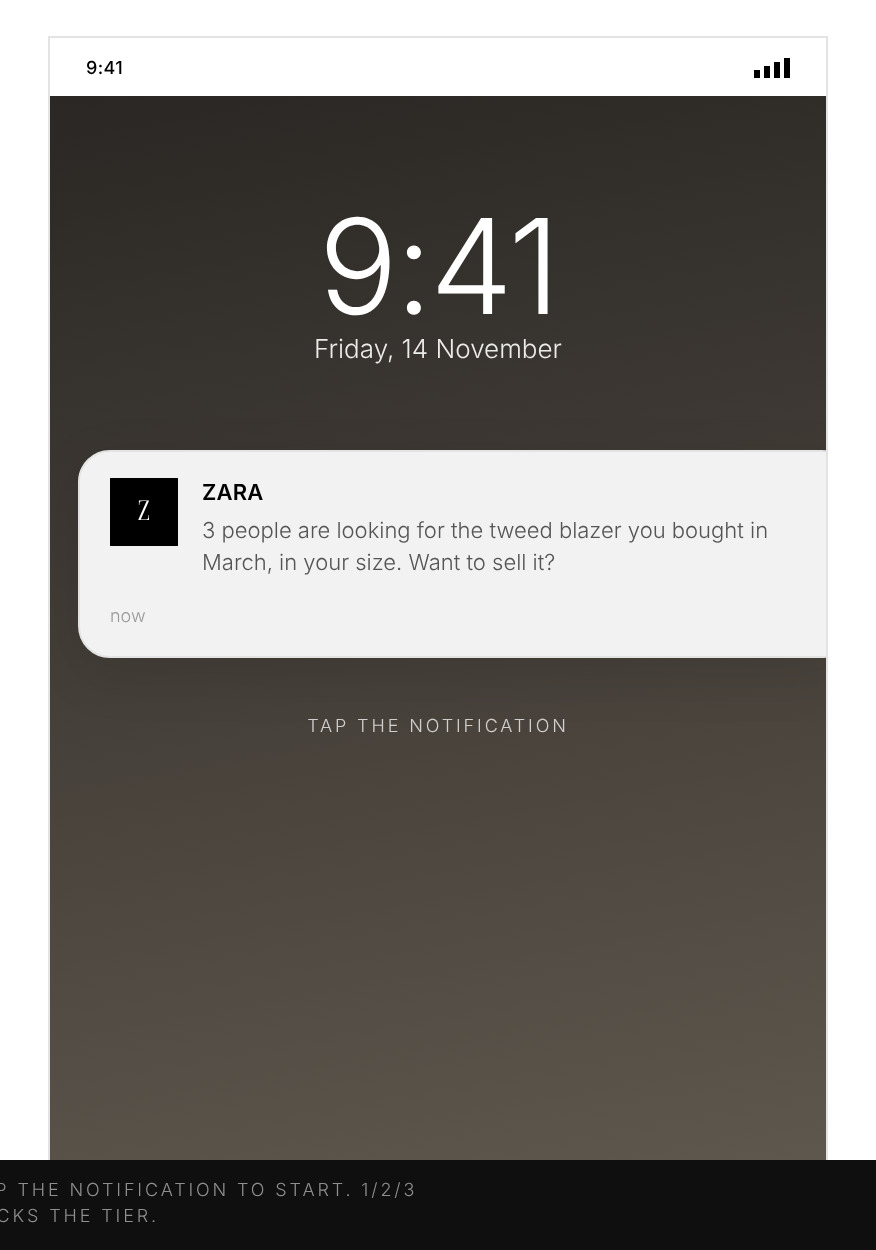 9:41
9:41
Friday, 14 November
Z
ZARA
3 people are looking for the tweed blazer you bought in
March, in your size. Want to sell it?
now
TAP THE NOTIFICATION
THE NOTIFICATION TO START. 1/2/3
THE TIER.